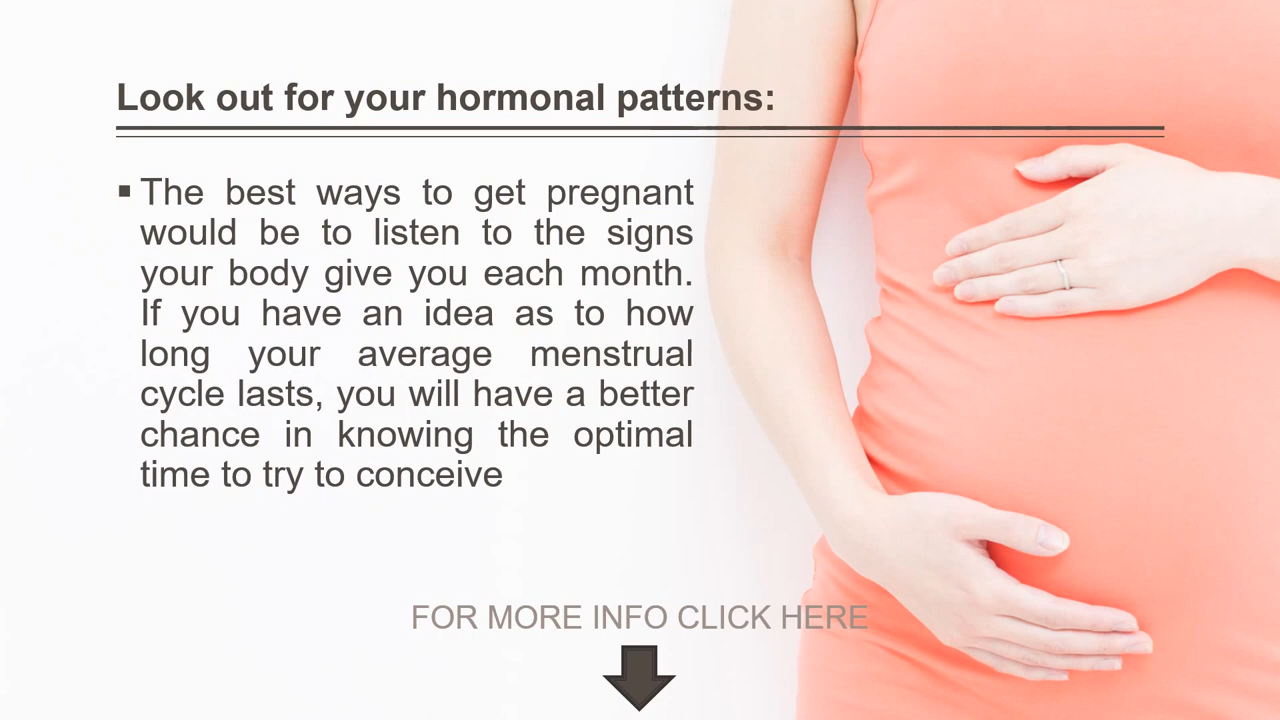 Look out for your hormonal patterns:
▪ The best ways to get pregnant
would be to listen to the signs
your body give you each month.
If you have an idea as to how
long your average menstrual
cycle lasts, you will have a better
chance in knowing the optimal
time to try to conceive
FOR MORE INFO CLICK HERE